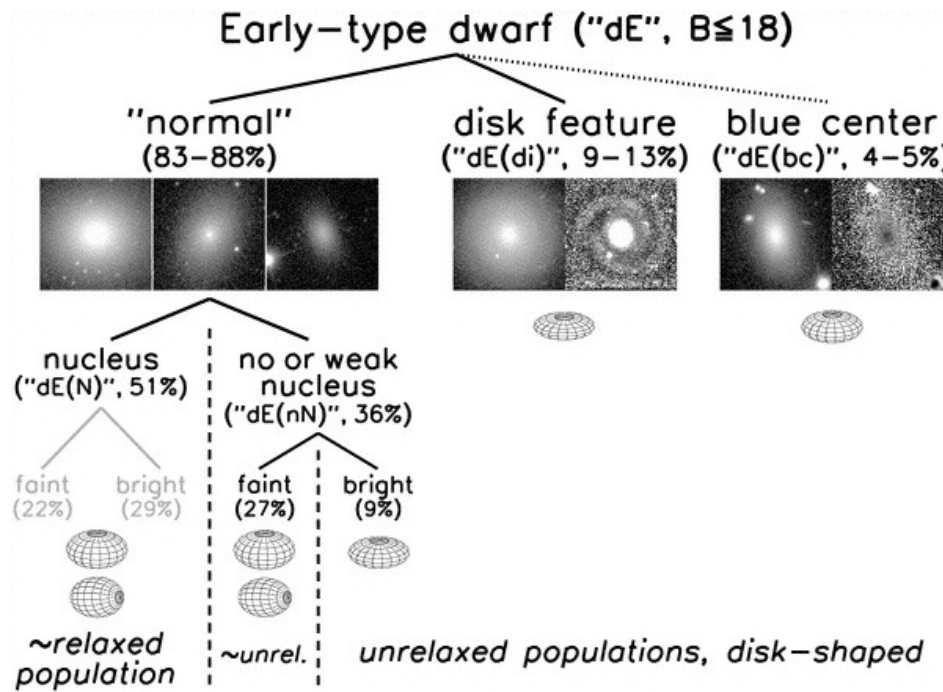 Early-type dwarf ("dE", B≦18)
"normal" disk feature blue center
(83-88%) ("dE(di)", 9-13%) ("dE(bc)", 4-5%)
nucleus
("dE(N)", 51%)
no or weak
nucleus
("dE(nN)", 36%)
faint
(22%)
bright
(29%)
faint
(27%)
bright
(9%)
~relaxed
population
~unrel.
unrelaxed populations, disk-shaped